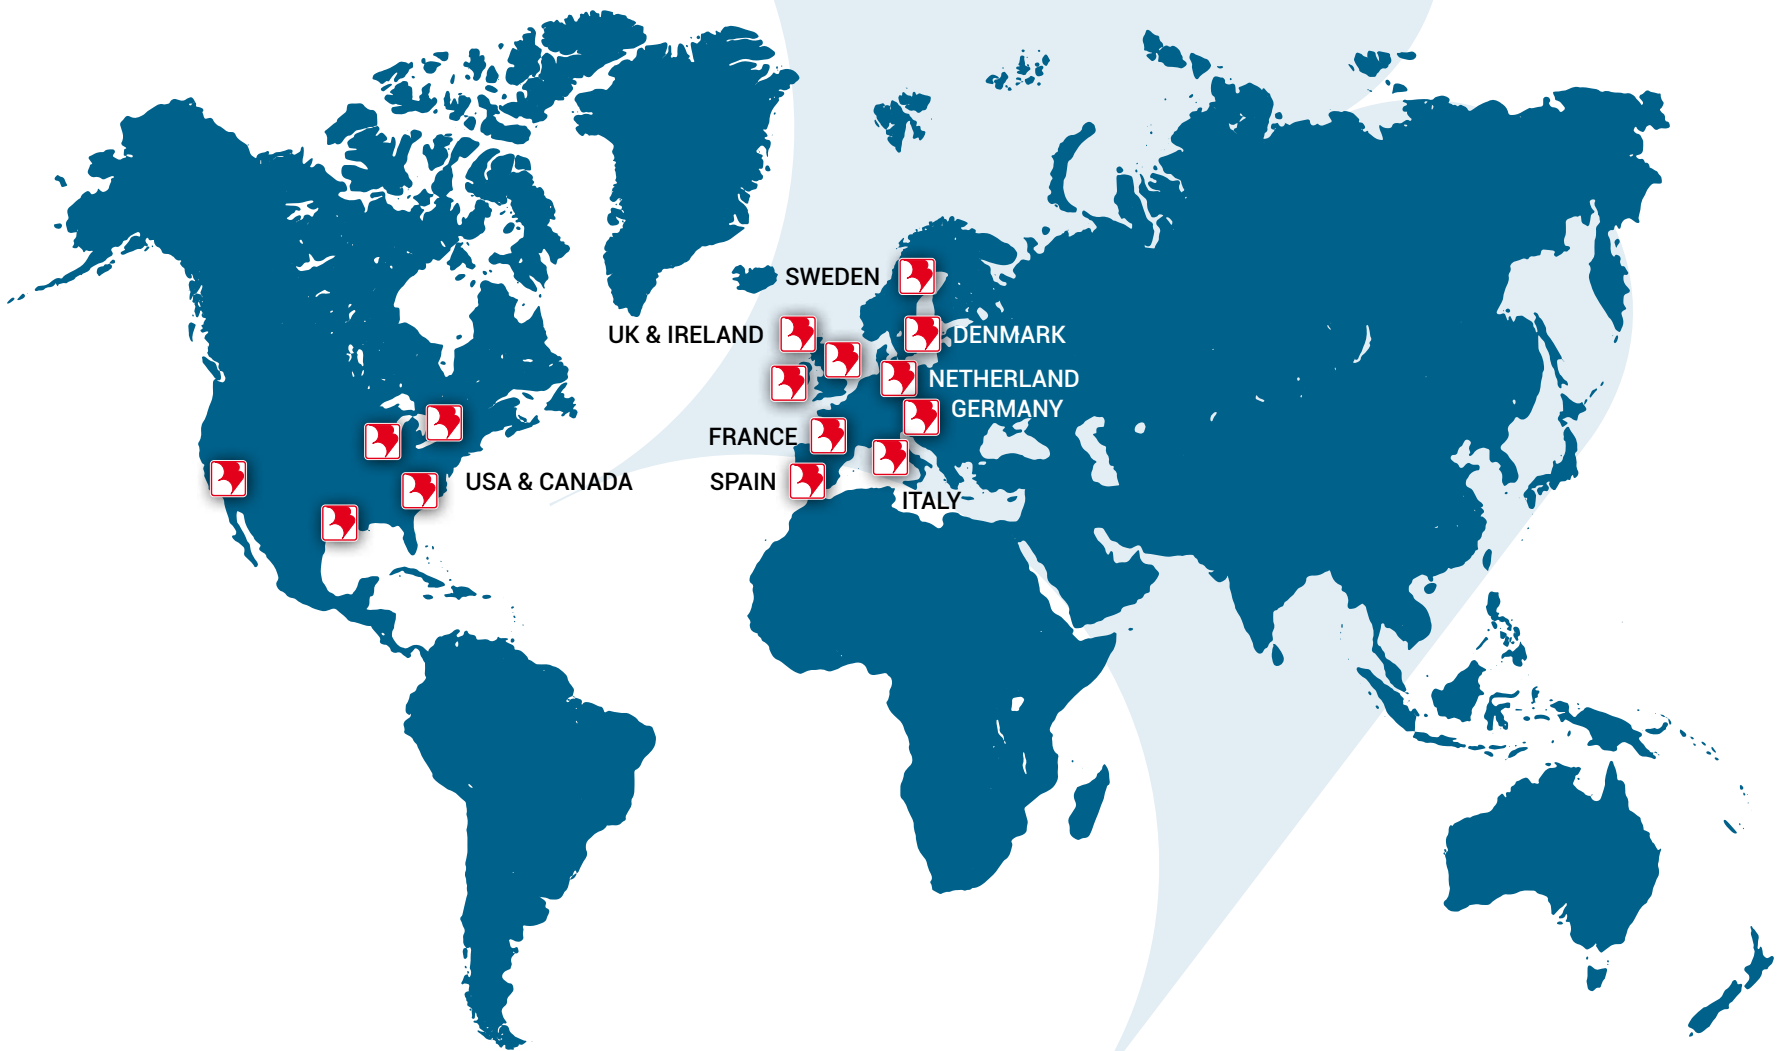 SWEDEN
UK & IRELAND
DENMARK
NETHERLAND
GERMANY
FRANCE
SPAIN
USA & CANADA
ITALY